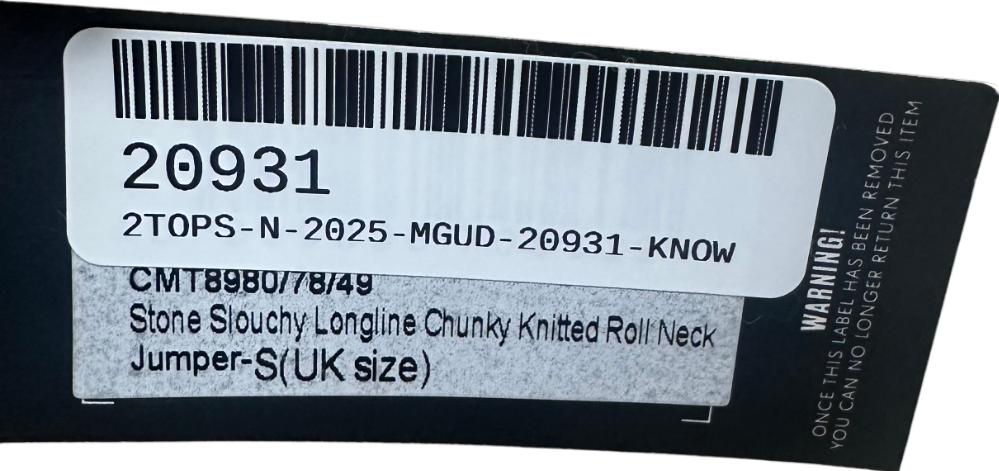 20931
2TOPS-N-2025-MGUD-20931-KNOW
CMT8980/78/49
Stone Slouchy Longline Chunky Knitted Roll Neck
Jumper-S(UK size)
WARNING!
ONCE THIS LABEL HAS BEEN REMOVED
YOU CAN NO LONGER RETURN THIS ITEM